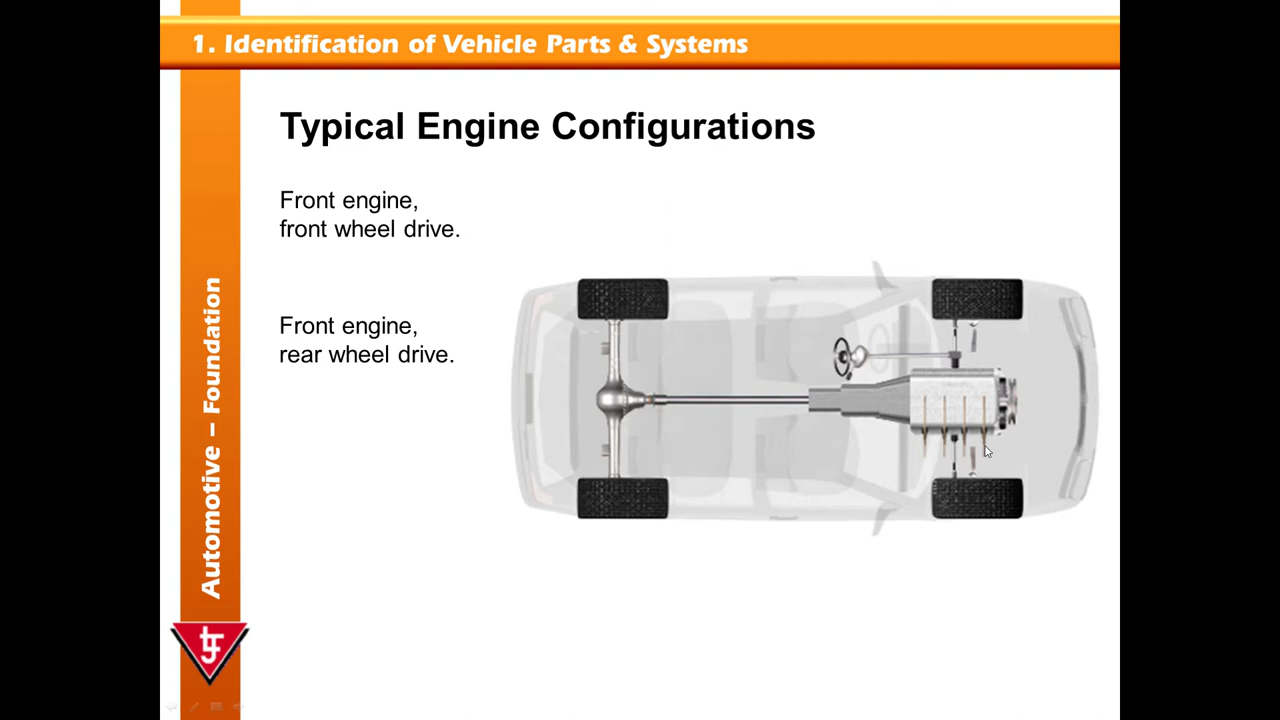 1. Identification of Vehicle Parts & Systems
Typical Engine Configurations
Front engine,
front wheel drive.
Front engine,
rear wheel drive.
Automotive – Foundation
tj